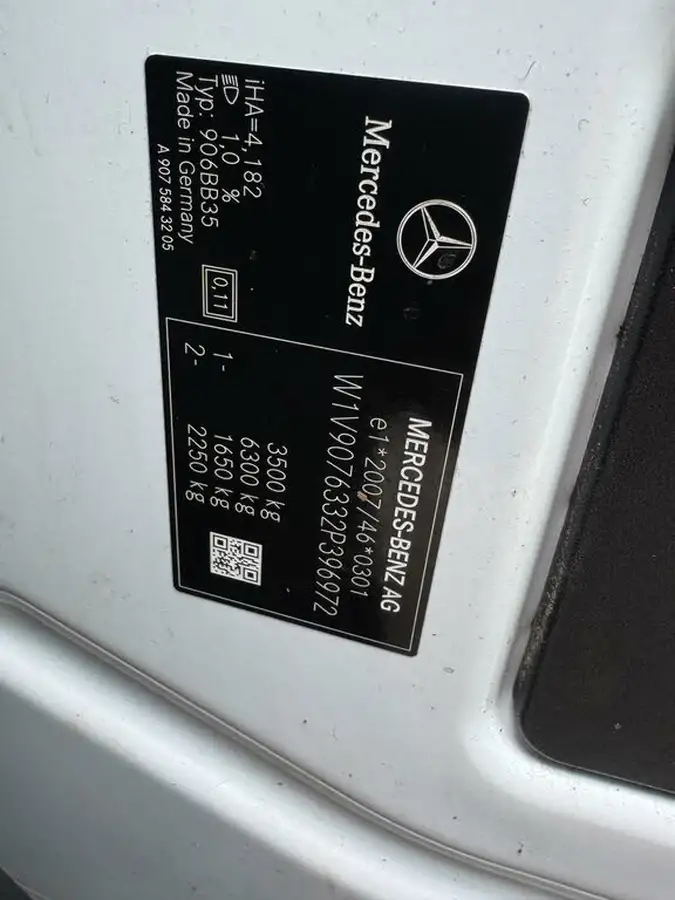 Mercedes-Benz
iHA=4,182
1,0 %
Typ: 906BB35
Made in Germany
A 907 584 32 05
0,11
MERCEDES-BENZ AG
e1*2007/46*0301
W1V9076332P396972
3500 kg
6300 kg
1- 1650 kg
2- 2250 kg